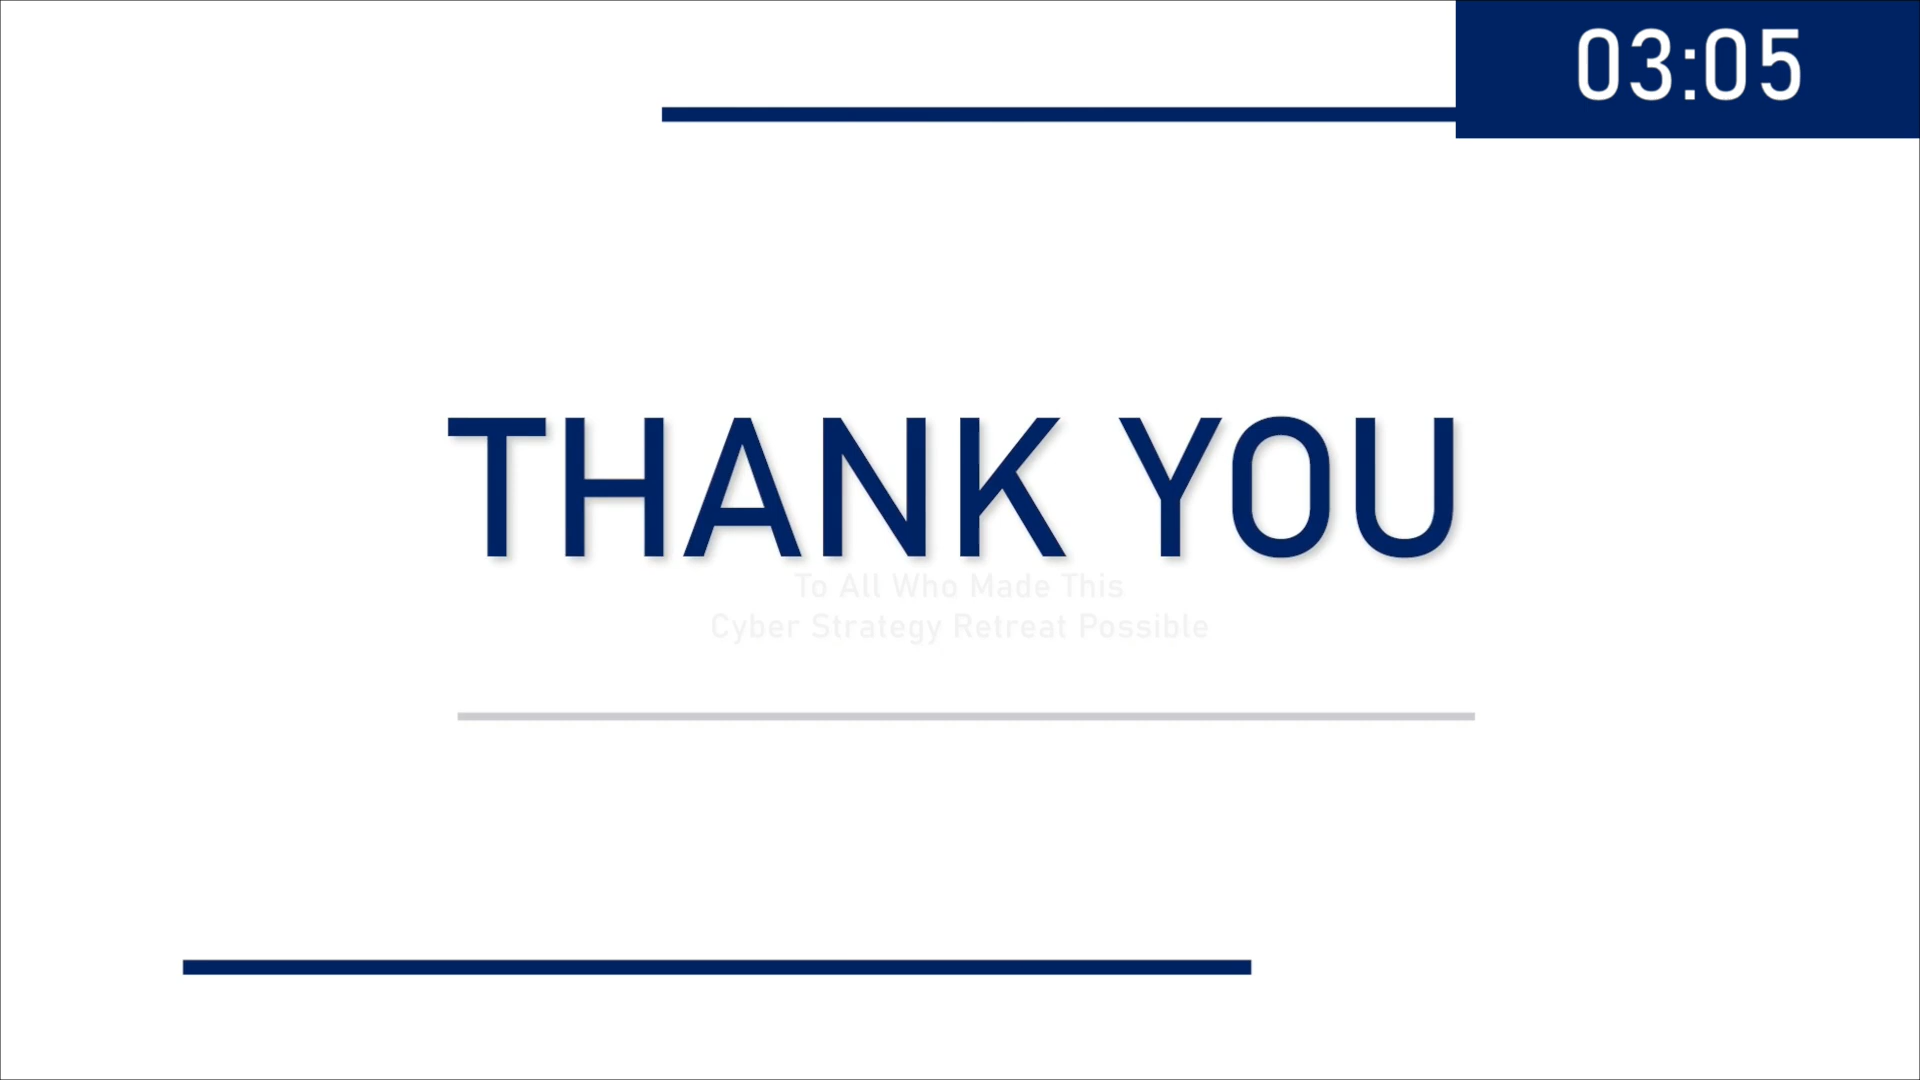 03:05
THANK YOU
To All Who Made This
Cyber Strategy Retreat Possible